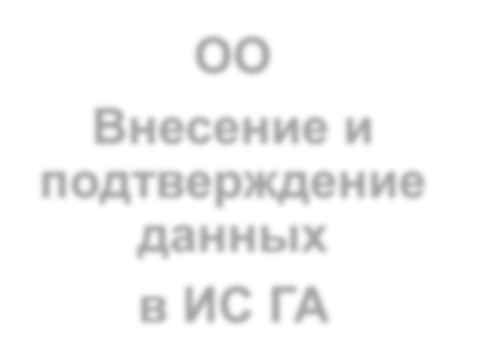 ОО
Внесение и
подтверждение
данных
в ИС ГА